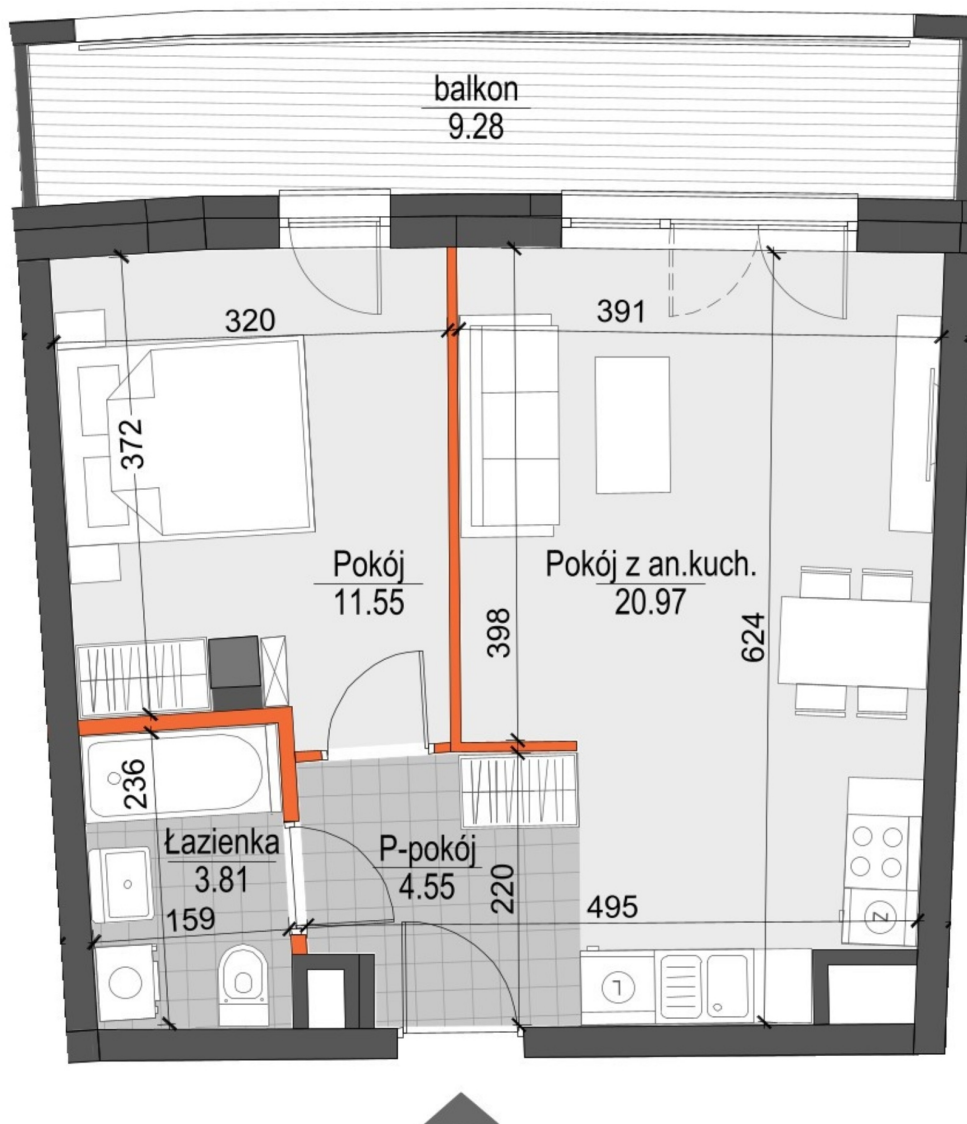 balkon
9.28
320
391
372
Pokój
11.55
Pokój z an.kuch.
20.97
398
624
236
Łazienka
3.81
P-pokój
4.55
220
159
495
Z
L